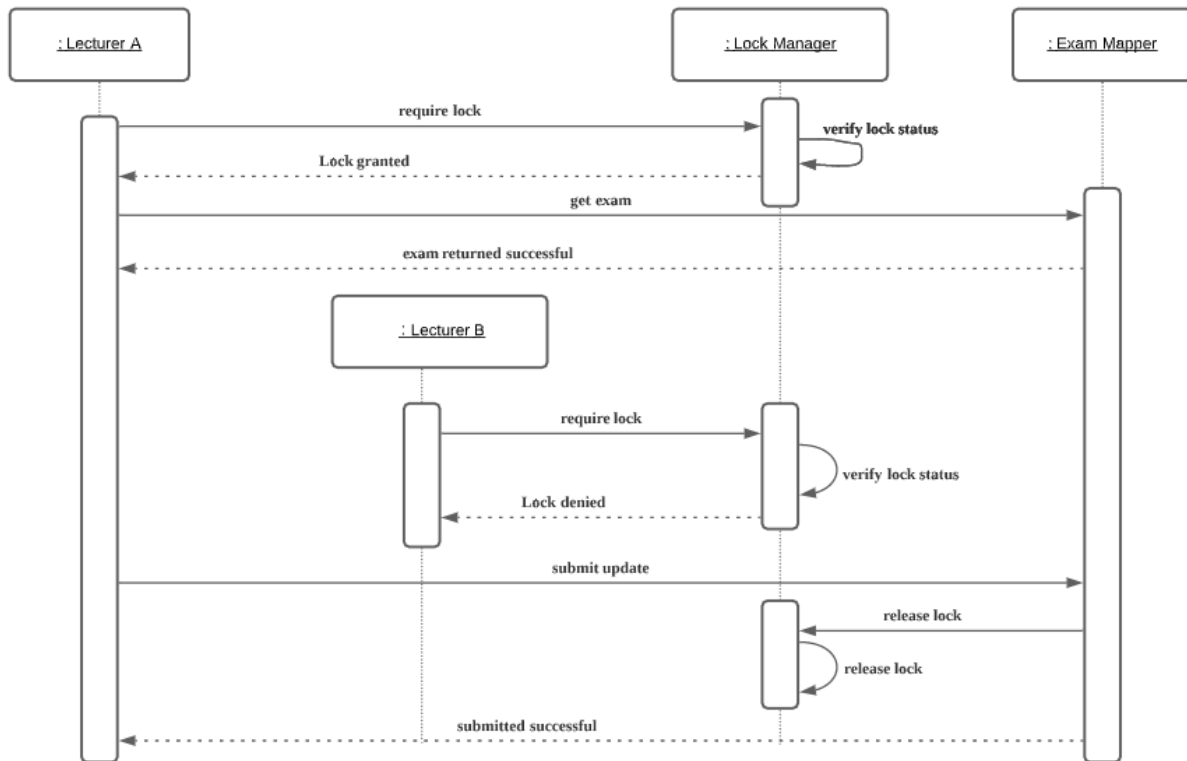 : Lecturer A
: Lock Manager
: Exam Mapper
require lock
verify lock status
Lock granted
get exam
exam returned successful
: Lecturer B
require lock
verify lock status
Lock denied
submit update
release lock
release lock
submitted successful